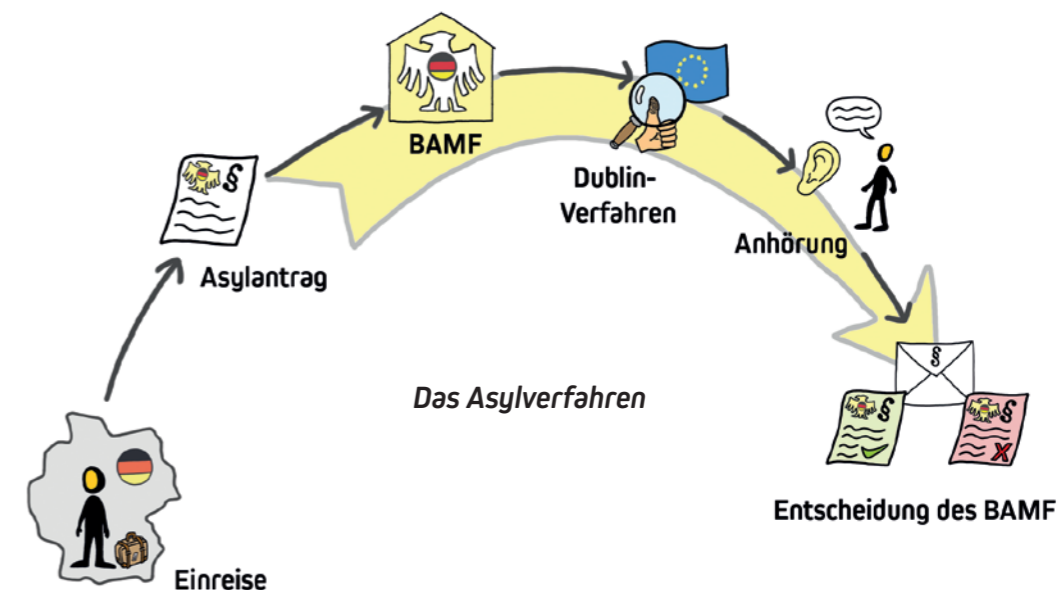 BAMF
Dublin-
Verfahren
§
Anhörung
Asylantrag
§
Das Asylverfahren
§
§
Entscheidung des BAMF
Einreise